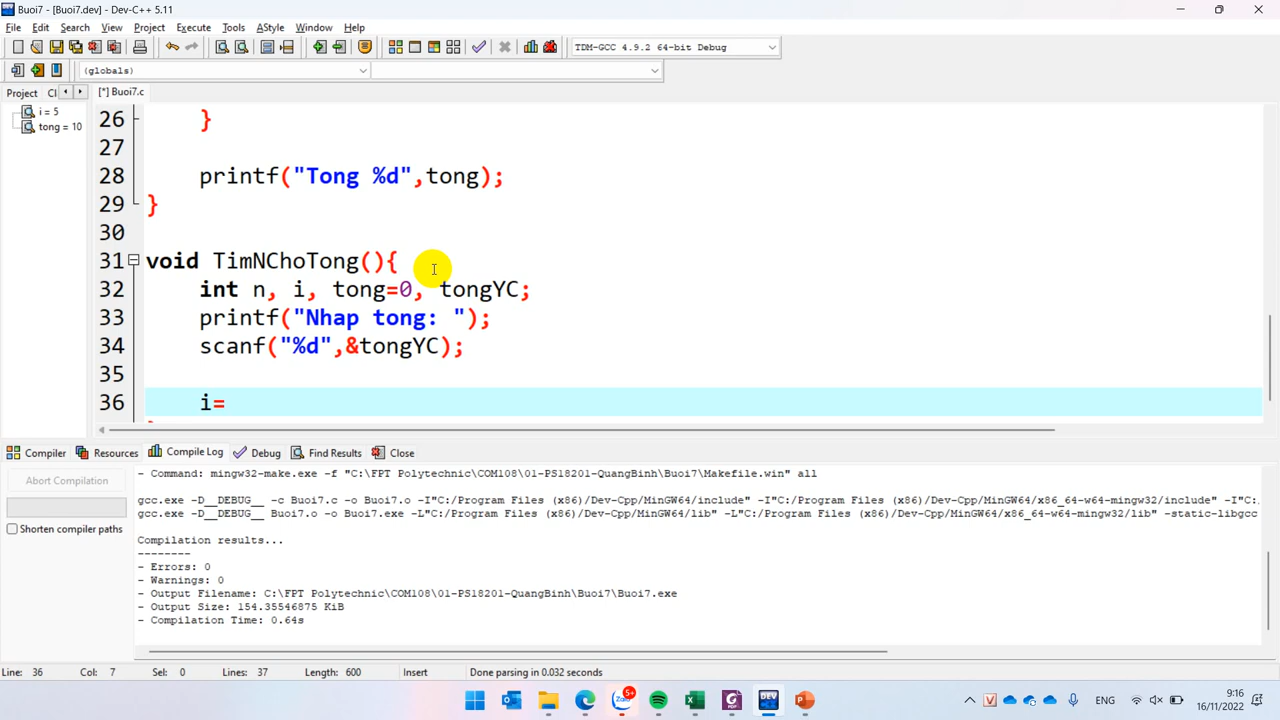 Buoi7 - [Buoi7.dev] - Dev-C++ 5.11
File Edit Search View Project Execute Tools AStyle Window Help
TDM-GCC 4.9.2 64-bit Debug
(globals)
Project Cl [*] Buoi7.c
i = 5
tong = 10
26 }
27
28 printf("Tong %d",tong);
29 }
30
31 void TimNChoTong(){
32 int n, i, tong=0, tongYC;
33 printf("Nhap tong: ");
34 scanf("%d",&tongYC);
35
36 i=
Compiler Resources Compile Log Debug Find Results Close
Abort Compilation
Shorten compiler paths
- Command: mingw32-make.exe -f "C:\FPT Polytechnic\COM108\01-PS18201-QuangBinh\Buoi7\Makefile.win" all
gcc.exe -D__DEBUG__ -c Buoi7.c -o Buoi7.o -I"C:/Program Files (x86)/Dev-Cpp/MinGW64/include" -I"C:/Program Files (x86)/Dev-Cpp/MinGW64/x86_64-w64-mingw32/include" -I"C:
gcc.exe -D__DEBUG__ Buoi7.o -o Buoi7.exe -L"C:/Program Files (x86)/Dev-Cpp/MinGW64/lib" -L"C:/Program Files (x86)/Dev-Cpp/MinGW64/x86_64-w64-mingw32/lib" -static-libgcc
Compilation results...
--------
- Errors: 0
- Warnings: 0
- Output Filename: C:\FPT Polytechnic\COM108\01-PS18201-QuangBinh\Buoi7\Buoi7.exe
- Output Size: 154.35546875 KiB
- Compilation Time: 0.64s
Line: 36 Col: 7 Sel: 0 Lines: 37 Length: 600 Insert Done parsing in 0.032 seconds
Zalo 5+ DEV ENG 9:16
16/11/2022